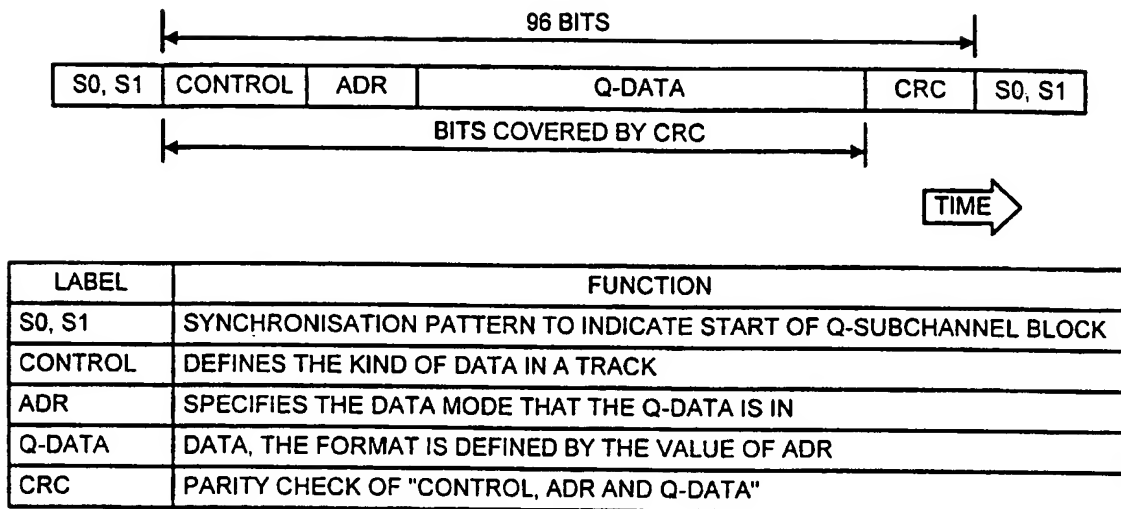 96 BITS
S0, S1 CONTROL ADR Q-DATA CRC S0, S1
BITS COVERED BY CRC
TIME
LABEL FUNCTION
S0, S1 SYNCHRONISATION PATTERN TO INDICATE START OF Q-SUBCHANNEL BLOCK
CONTROL DEFINES THE KIND OF DATA IN A TRACK
ADR SPECIFIES THE DATA MODE THAT THE Q-DATA IS IN
Q-DATA DATA, THE FORMAT IS DEFINED BY THE VALUE OF ADR
CRC PARITY CHECK OF "CONTROL, ADR AND Q-DATA"